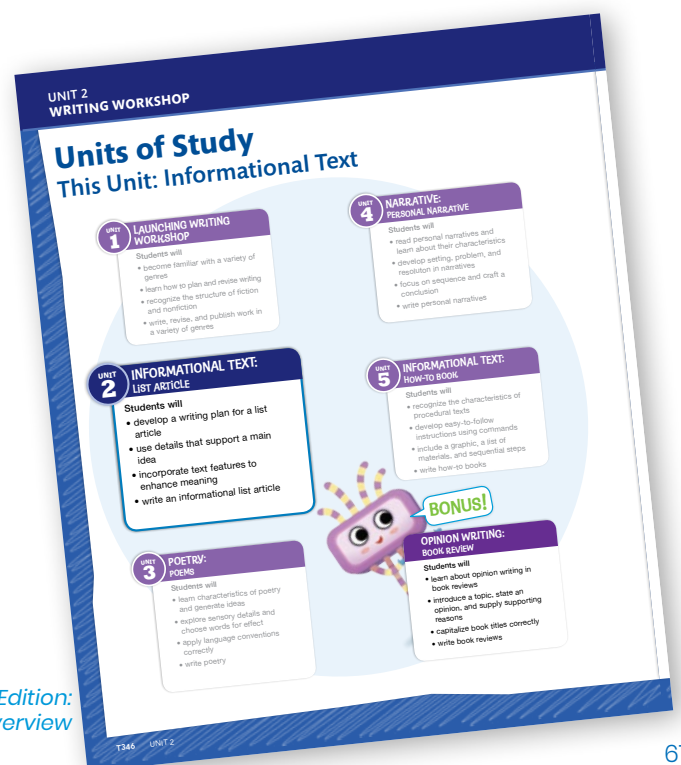 UNIT 2
WRITING WORKSHOP
Units of Study
This Unit: Informational Text
UNIT
1
LAUNCHING WRITING
WORKSHOP
Students will
• become familiar with a variety of
genres
• learn how to plan and revise writing
• recognize the structure of fiction
and nonfiction
• write, revise, and publish work in
a variety of genres
UNIT
2
INFORMATIONAL TEXT:
LIST ARTICLE
Students will
• develop a writing plan for a list
article
• use details that support a main
idea
• incorporate text features to
enhance meaning
• write an informational list article
UNIT
3
POETRY:
POEMS
Students will
• learn characteristics of poetry
and generate ideas
• explore sensory details and
choose words for effect
• apply language conventions
correctly
• write poetry
UNIT
4
NARRATIVE:
PERSONAL NARRATIVE
Students will
• read personal narratives and
learn about their characteristics
• develop setting, problem, and
resolution in narratives
• focus on sequence and craft a
conclusion
• write personal narratives
UNIT
5
INFORMATIONAL TEXT:
HOW-TO BOOK
Students will
• recognize the characteristics of
procedural texts
• develop easy-to-follow
instructions using commands
• include a graphic, a list of
materials, and sequential steps
• write how-to books
BONUS!
OPINION WRITING:
BOOK REVIEW
Students will
• learn about opinion writing in
book reviews
• introduce a topic, state an
opinion, and supply supporting
reasons
• capitalize book titles correctly
• write book reviews
T346 UNIT 2
Edition: